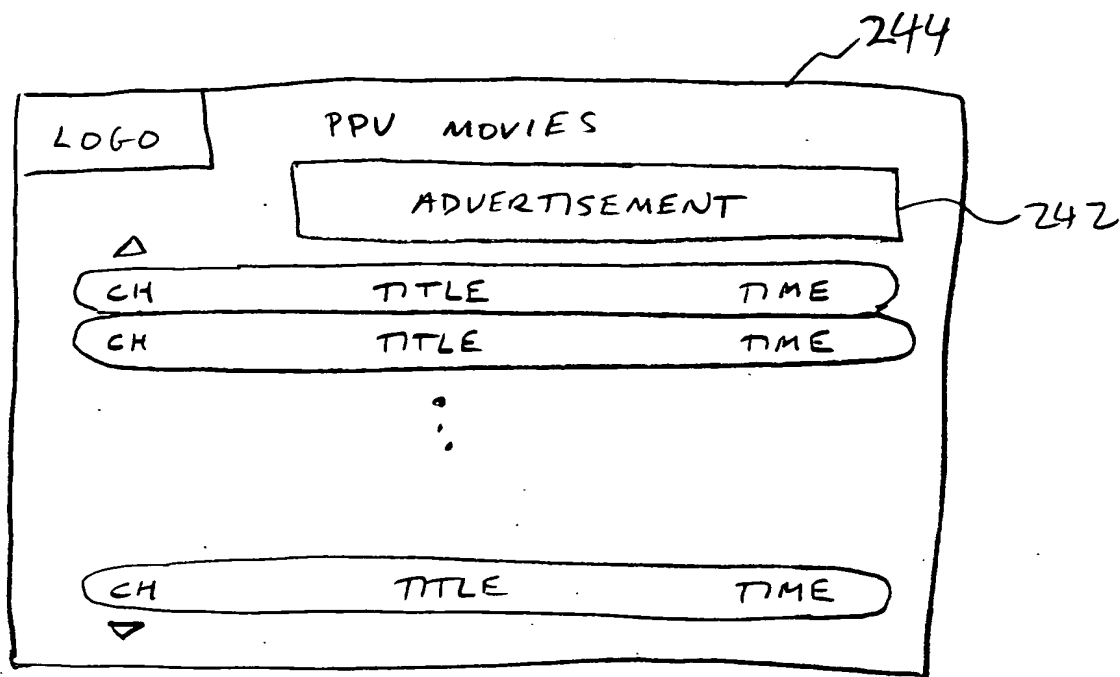 244
LOGO PPU MOVIES
ADVERTISEMENT
242
CH TITLE TIME
CH TITLE TIME
CH TITLE TIME